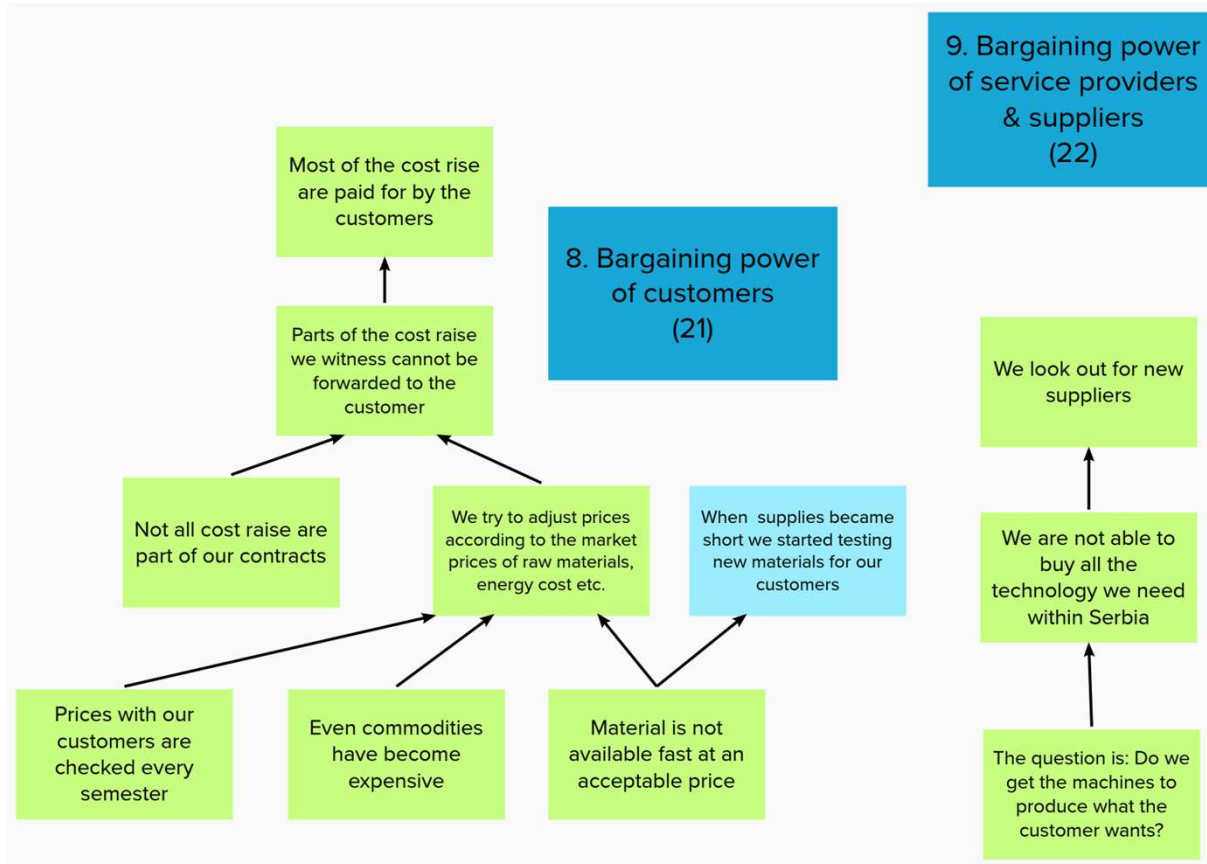 9. Bargaining power
of service providers
& suppliers
(22)
Most of the cost rise
are paid for by the
customers
8. Bargaining power
of customers
(21)
Parts of the cost raise
we witness cannot be
forwarded to the
customer
We look out for new
suppliers
Not all cost raise are
part of our contracts
We try to adjust prices
according to the market
prices of raw materials,
energy cost etc.
When supplies became
short we started testing
new materials for our
customers
We are not able to
buy all the
technology we need
within Serbia
Prices with our
customers are
checked every
semester
Even commodities
have become
expensive
Material is not
available fast at an
acceptable price
The question is: Do we
get the machines to
produce what the
customer wants?